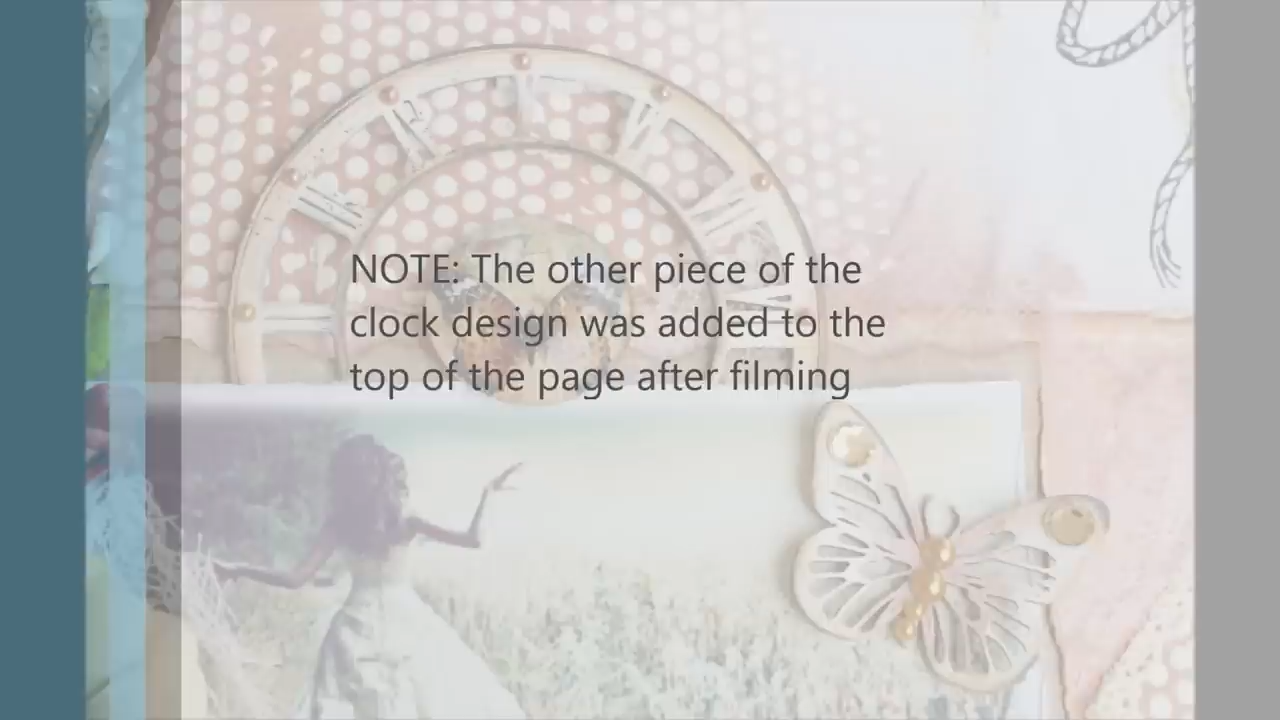 NOTE: The other piece of the
clock design was added to the
top of the page after filming